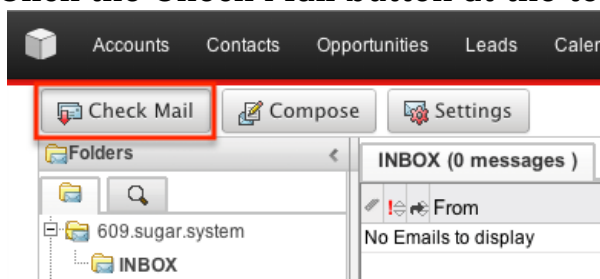 Accounts Contacts Opportunities Leads
Check Mail Compose Settings
Folders INBOX (0 messages )
From
609.sugar.system No Emails to display
INBOX